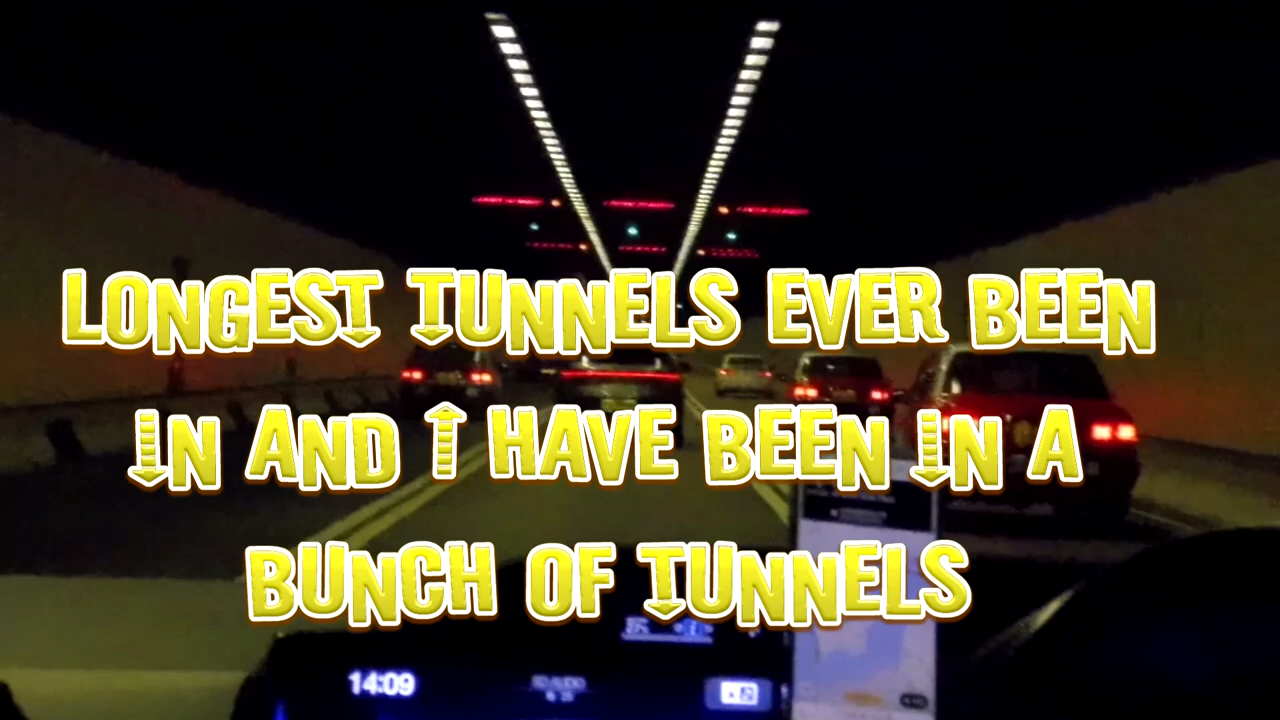 LONGEST TUNNELS EVER BEEN
IN AND I HAVE BEEN IN A
BUNCH OF TUNNELS
14:09